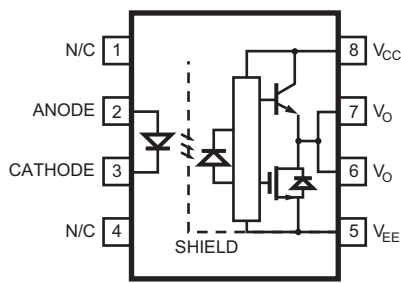 N/C 1
ANODE 2
CATHODE 3
N/C 4
SHIELD
8 VCC
7 VO
6 VO
5 VEE